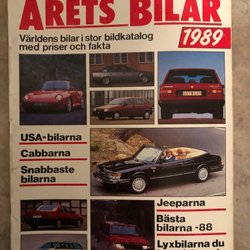 ÅRETS BILAR
Världens bilar i stor bildkatalog
med priser och fakta
1989
USA-bilarna
Cabbarna
Snabbaste
bilarna
Jeeparna
Bästa
bilarna -88
Lyxbilarna du